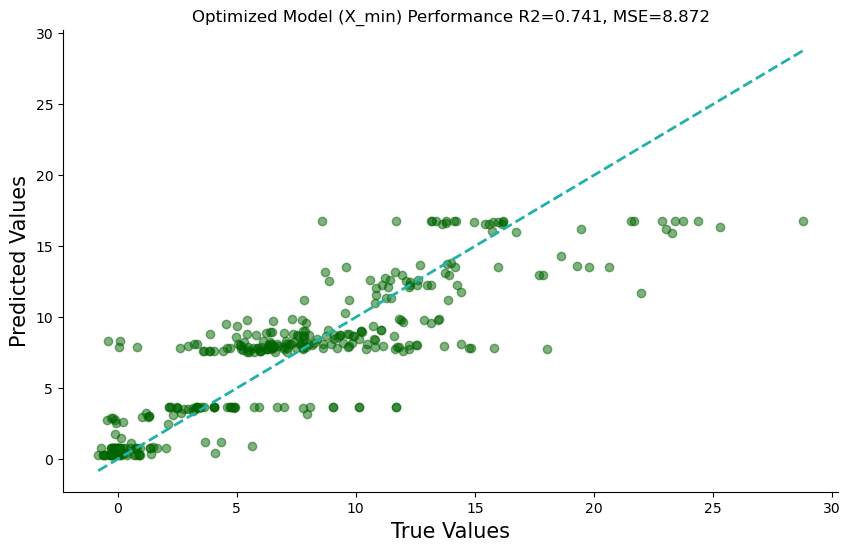 Optimized Model (X_min) Performance R2=0.741, MSE=8.872
30
25
20
15
10
5
0
Predicted Values
0 5 10 15 20 25 30
True Values